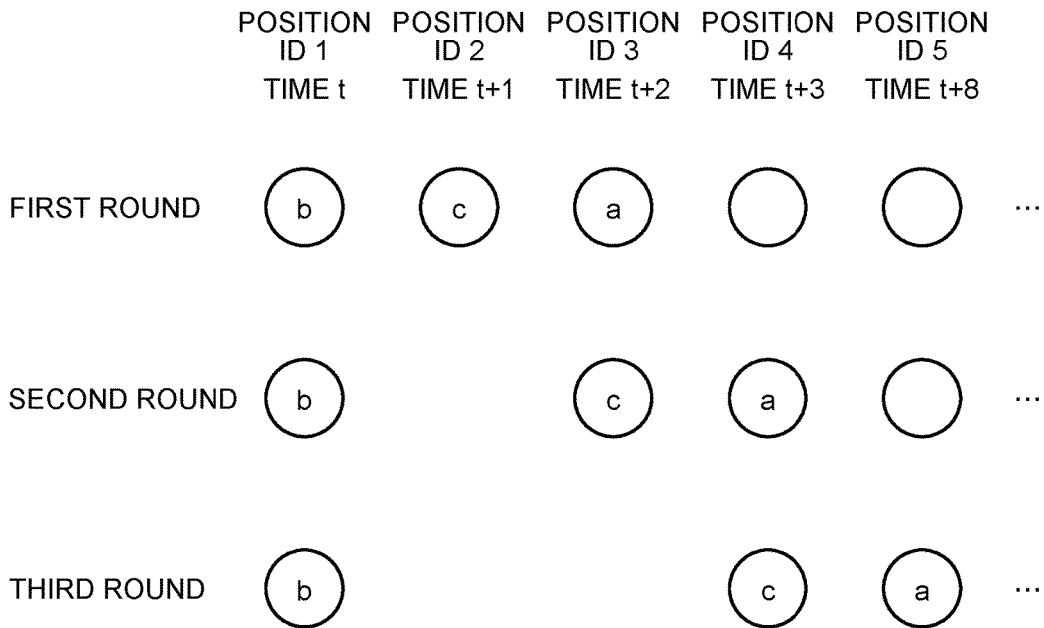 POSITION POSITION POSITION POSITION POSITION
ID 1 ID 2 ID 3 ID 4 ID 5
TIME t TIME t+1 TIME t+2 TIME t+3 TIME t+8
FIRST ROUND b c a ...
SECOND ROUND b c a ...
THIRD ROUND b c a ...